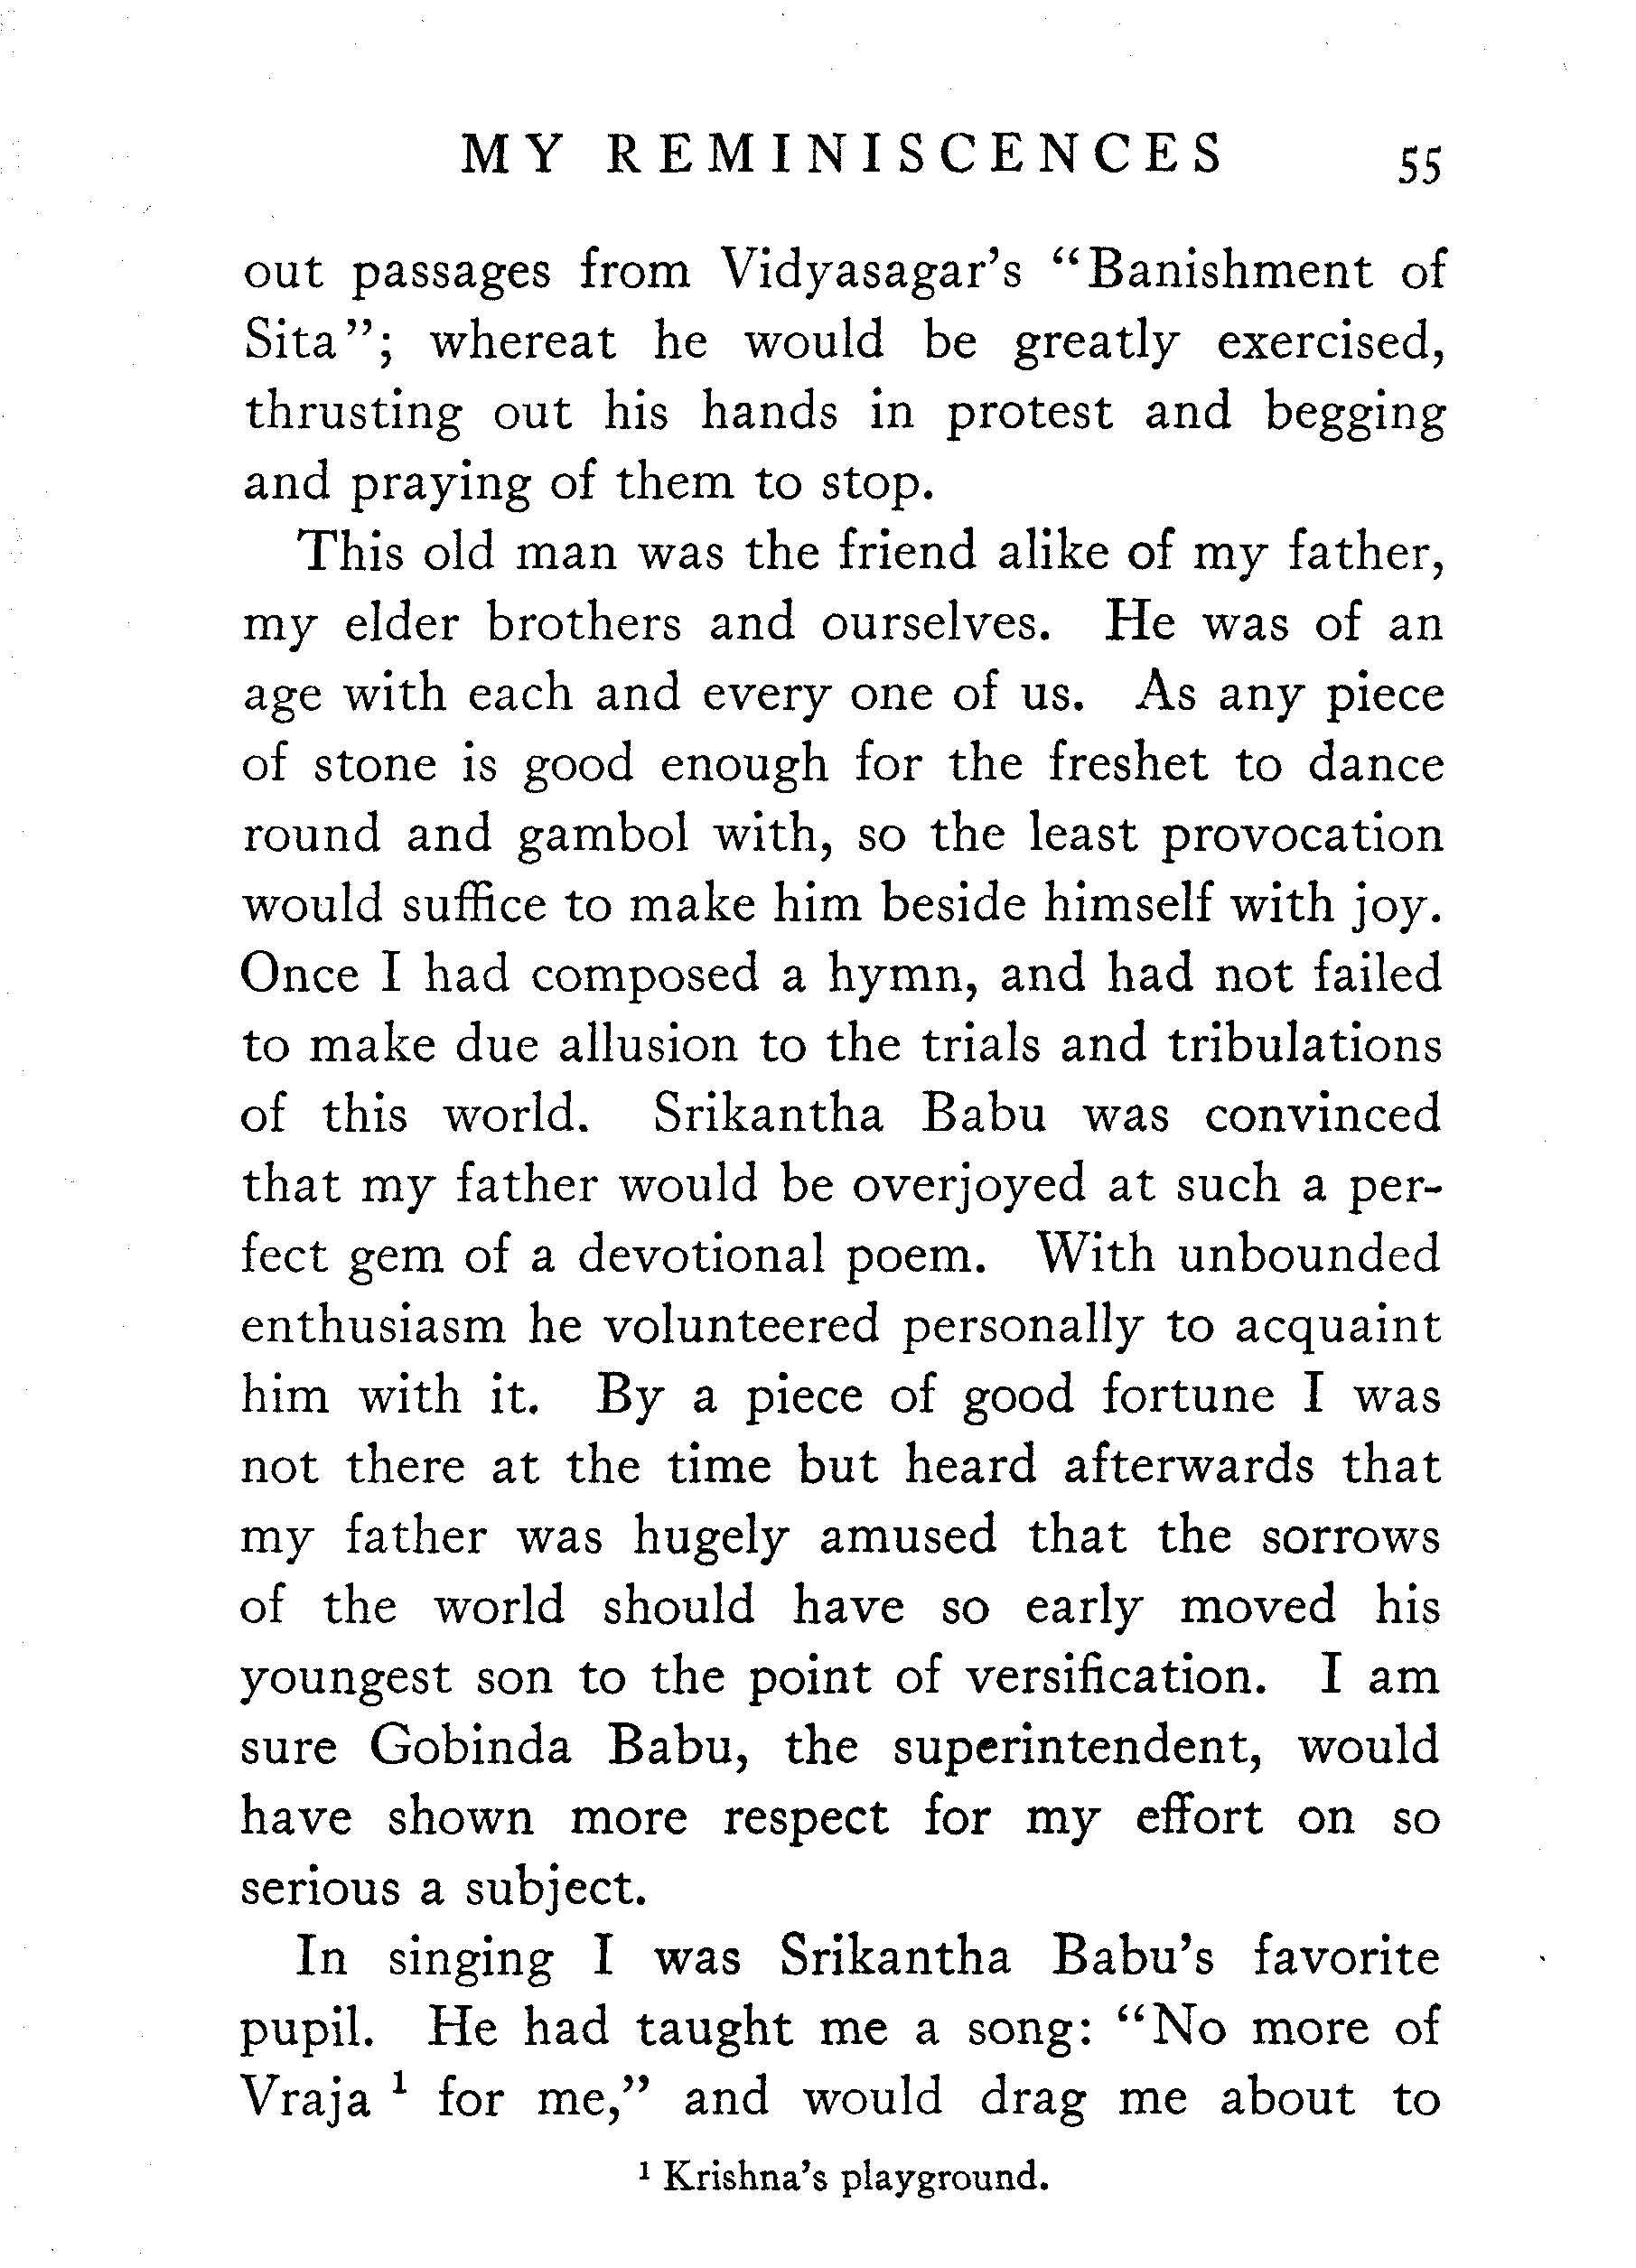 MY REMINISCENCES 55
out passages from Vidyasagar's "Banishment of
Sita"; whereat he would be greatly exercised,
thrusting out his hands in protest and begging
and praying of them to stop.
This old man was the friend alike of my father,
my elder brothers and ourselves. He was of an
age with each and every one of us. As any piece
of stone is good enough for the freshet to dance
round and gambol with, so the least provocation
would suffice to make him beside himself with joy.
Once I had composed a hymn, and had not failed
to make due allusion to the trials and tribulations
of this world. Srikantha Babu was convinced
that my father would be overjoyed at such a per-
fect gem of a devotional poem. With unbounded
enthusiasm he volunteered personally to acquaint
him with it. By a piece of good fortune I was
not there at the time but heard afterwards that
my father was hugely amused that the sorrows
of the world should have so early moved his
youngest son to the point of versification. I am
sure Gobinda Babu, the superintendent, would
have shown more respect for my effort on so
serious a subject.
In singing I was Srikantha Babu's favorite
pupil. He had taught me a song: "No more of
Vraja ¹ for me," and would drag me about to
¹ Krishna's playground.